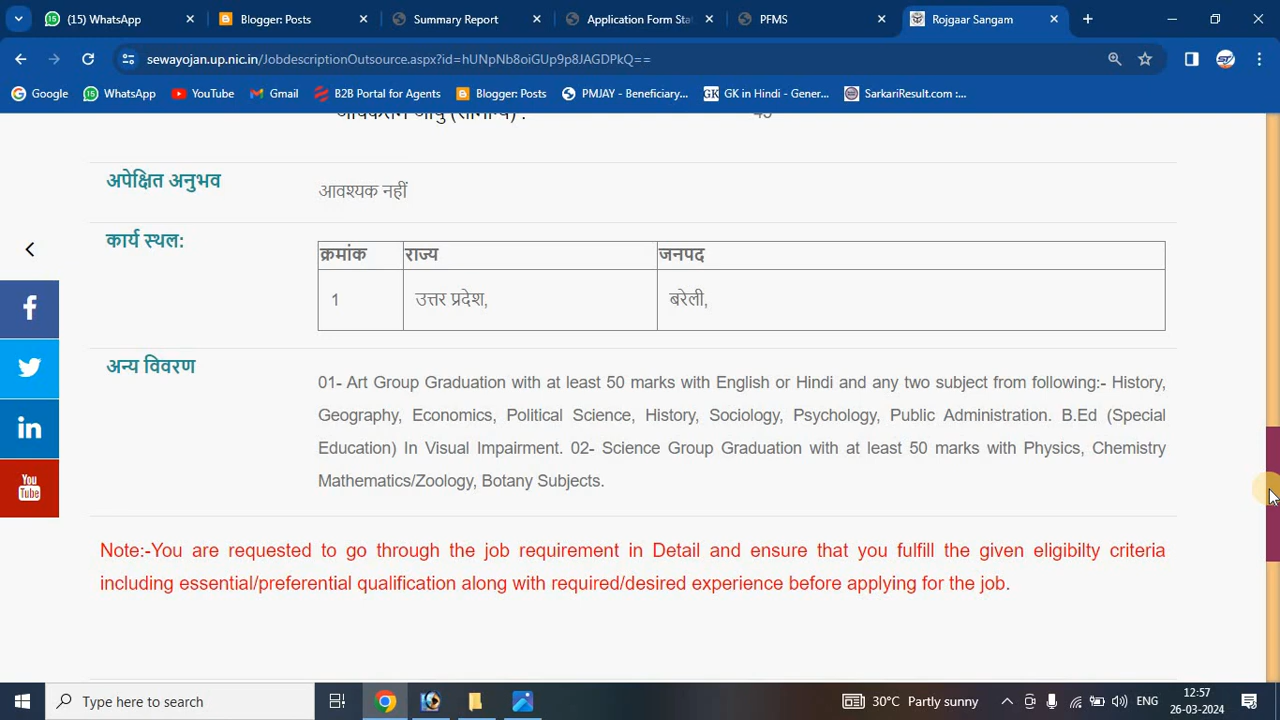 (15) WhatsApp
Blogger: Posts
Summary Report
Application Form Sta
PFMS
Rojgaar Sangam
sewayojan.up.nic.in/JobdescriptionOutsource.aspx?id=hUNpNb8oiGUp9p8JAGDPkQ==
Google
WhatsApp
YouTube
Gmail
B2B Portal for Agents
Blogger: Posts
PMJAY - Beneficiary...
GK GK in Hindi - Gener...
SarkariResult.com :...
अधिकतम आयु (सामान्य) :
45
अपेक्षित अनुभव
आवश्यक नहीं
कार्य स्थल:
क्रमांक राज्य जनपद
1 उत्तर प्रदेश, बरेली,
अन्य विवरण
01- Art Group Graduation with at least 50 marks with English or Hindi and any two subject from following:- History,
Geography, Economics, Political Science, History, Sociology, Psychology, Public Administration. B.Ed (Special
Education) In Visual Impairment. 02- Science Group Graduation with at least 50 marks with Physics, Chemistry
Mathematics/Zoology, Botany Subjects.
You
Tube
Note:-You are requested to go through the job requirement in Detail and ensure that you fulfill the given eligibilty criteria
including essential/preferential qualification along with required/desired experience before applying for the job.
Type here to search
30°C Partly sunny
ENG
12:57
26-03-2024